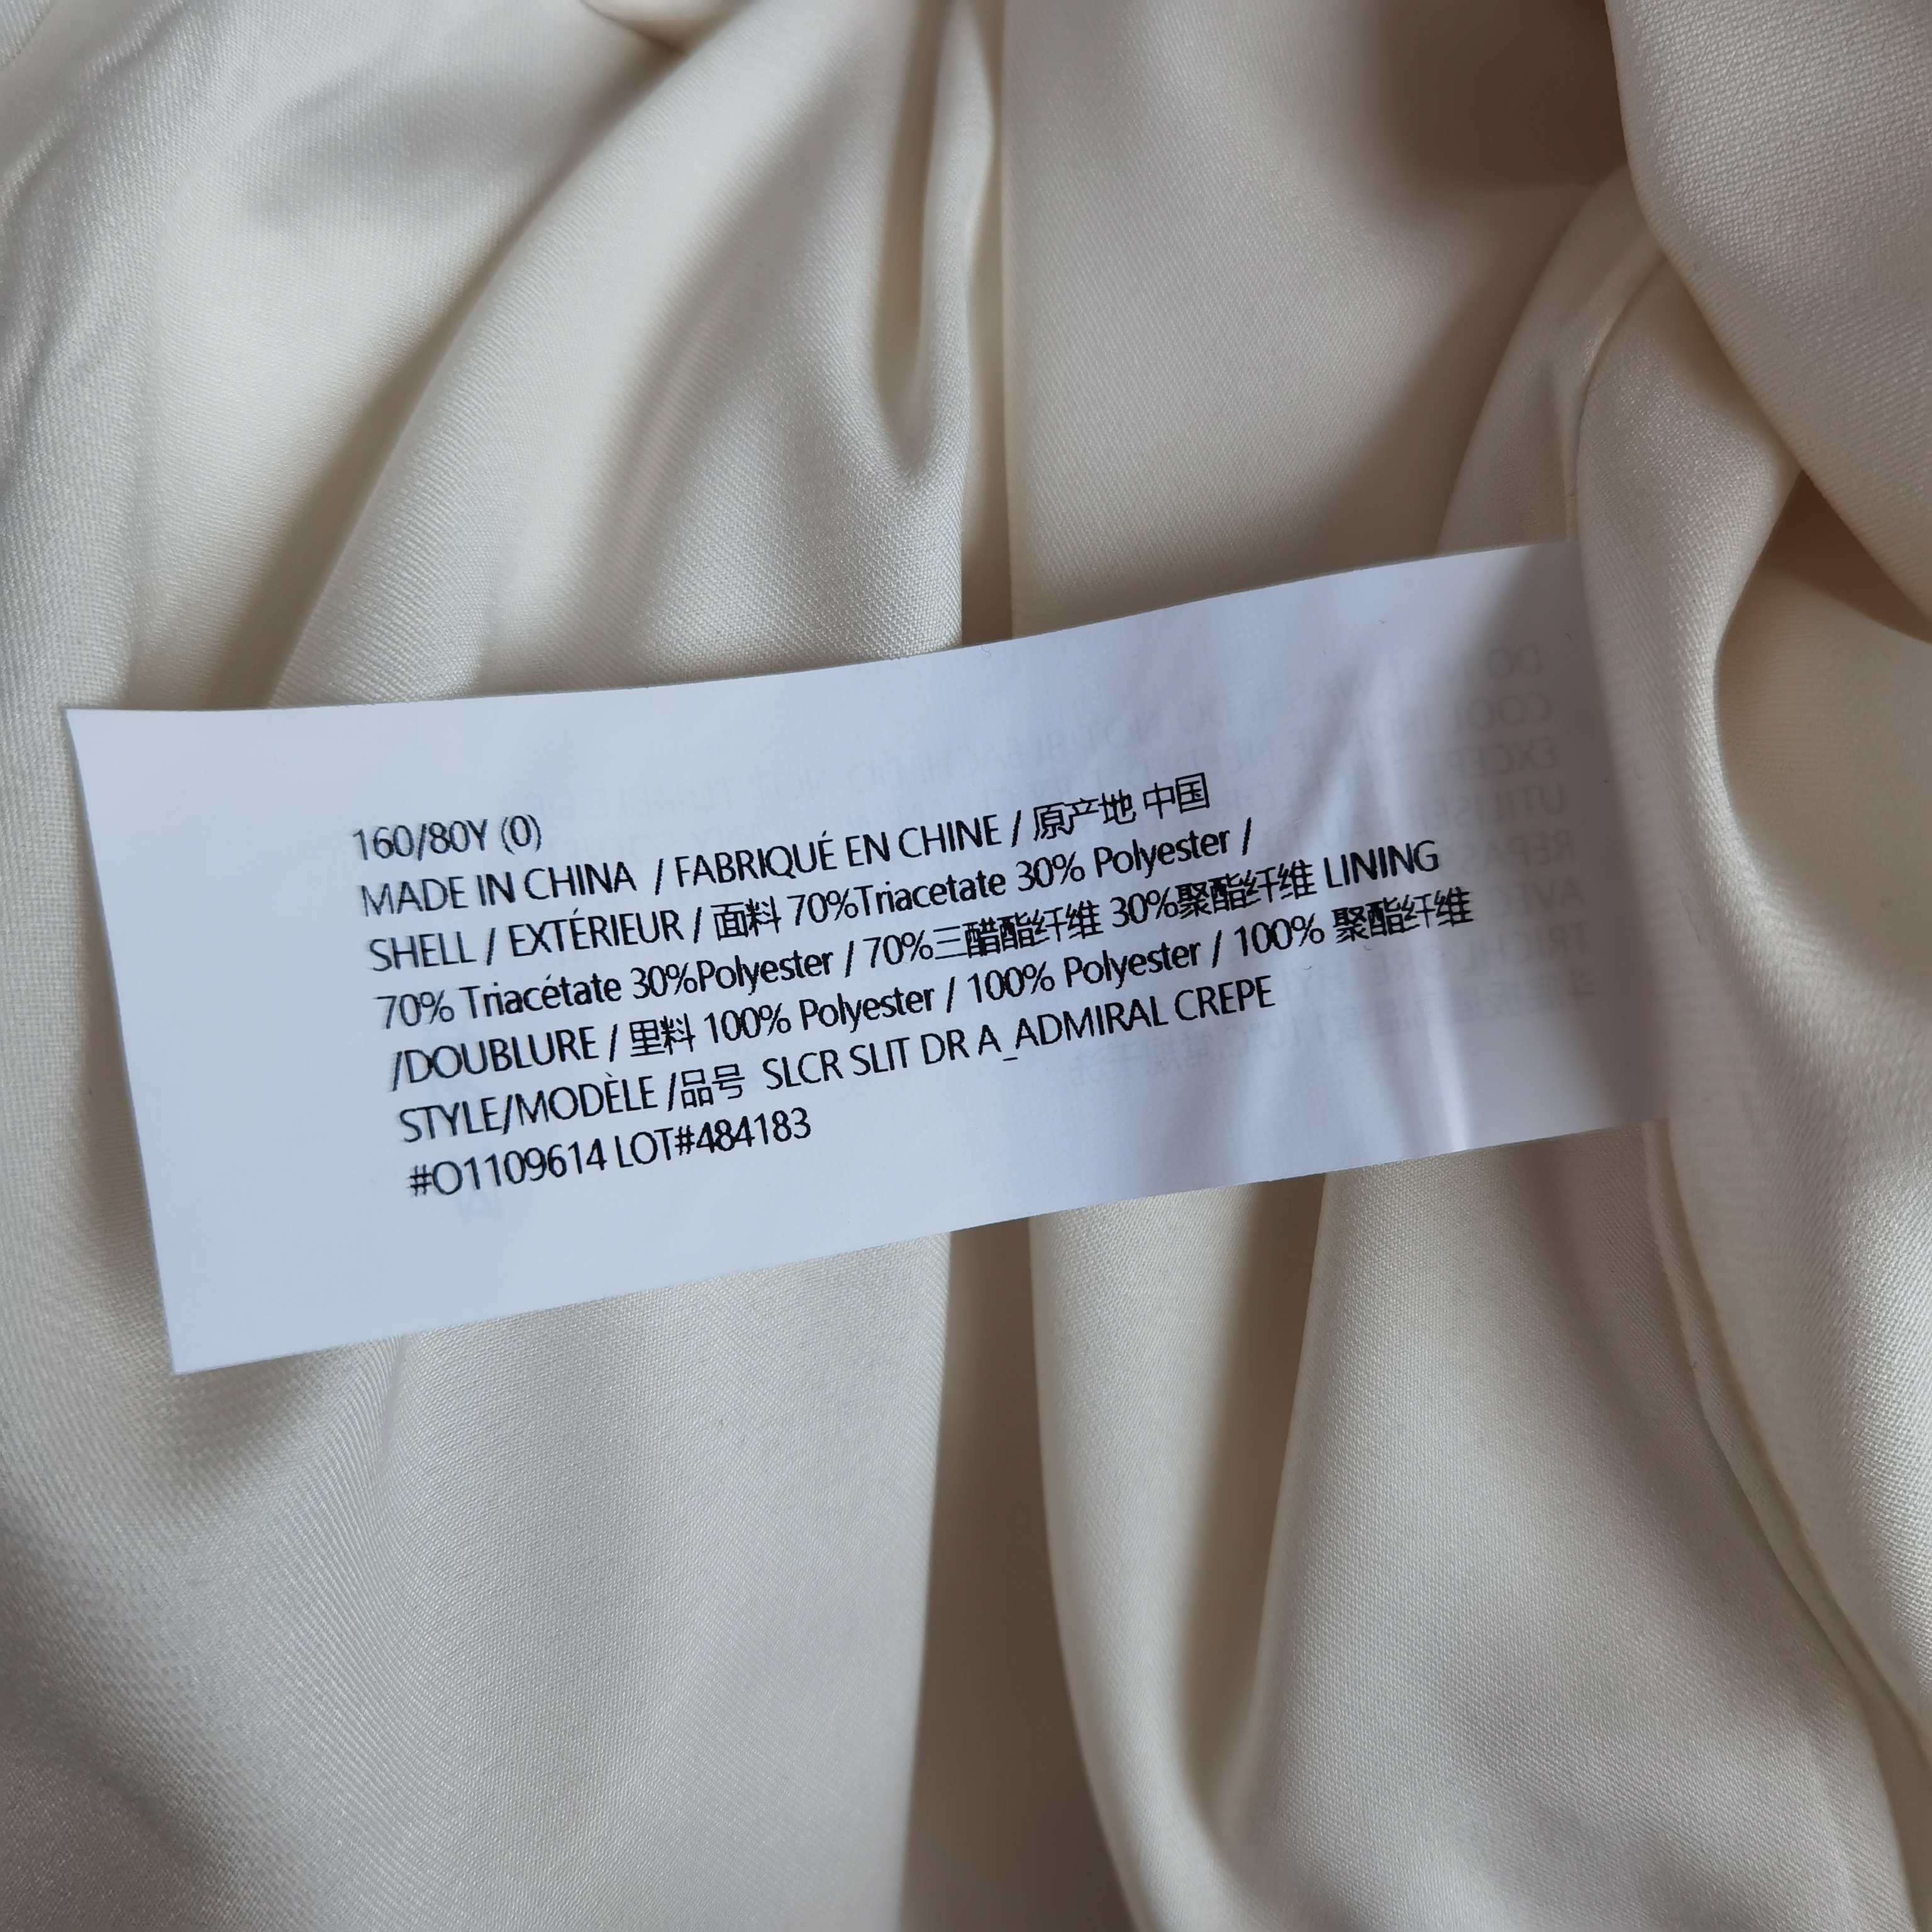 160/80Y (0)
MADE IN CHINA / FABRIQUÉ EN CHINE / 原产地 中国
SHELL / EXTÉRIEUR / 面料 70%Triacetate 30% Polyester /
70% Triacétate 30%Polyester / 70%三醋酯纤维 30%聚酯纤维 LINING
/DOUBLURE / 里料 100% Polyester / 100% Polyester / 100% 聚酯纤维
STYLE/MODÈLE /品号 SLCR SLIT DR A_ADMIRAL CREPE
#O1109614 LOT#484183